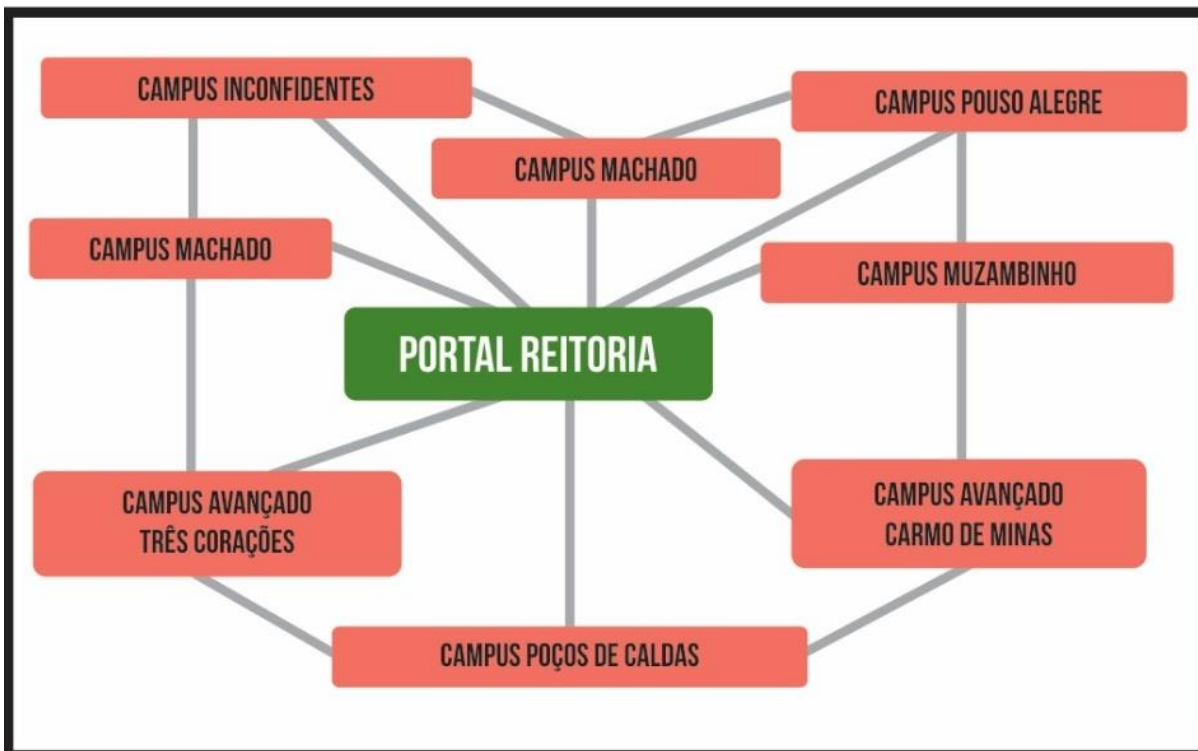 CAMPUS INCONFIDENTES
CAMPUS POUSO ALEGRE
CAMPUS MACHADO
CAMPUS MACHADO
CAMPUS MUZAMBINHO
PORTAL REITORIA
CAMPUS AVANÇADO
TRÊS CORAÇÕES
CAMPUS AVANÇADO
CARMO DE MINAS
CAMPUS POÇOS DE CALDAS